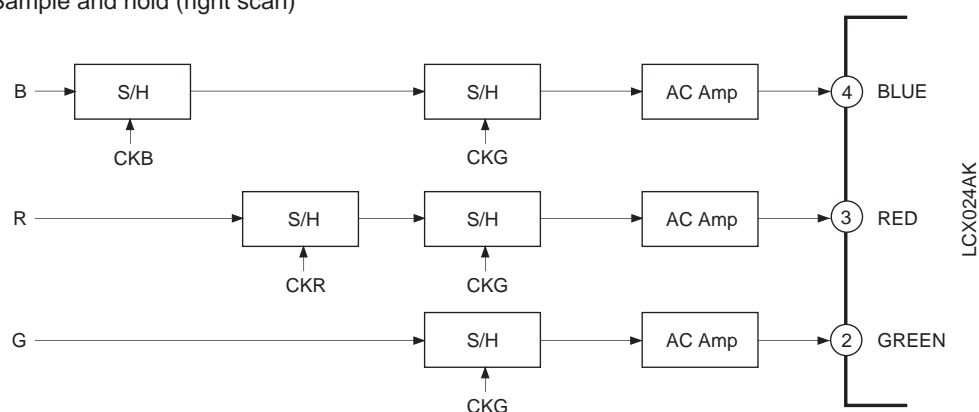 Sample and hold (right scan)
B S/H S/H AC Amp 4 BLUE
CKB CKG
R S/H S/H AC Amp 3 RED
CKR CKG
G S/H AC Amp 2 GREEN
CKG
LCX024AK